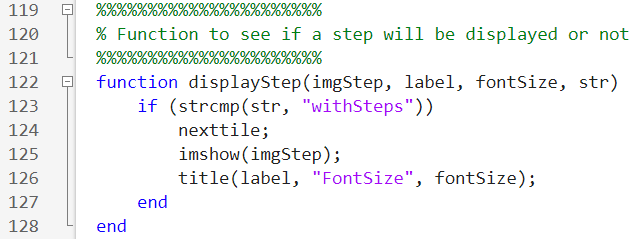 119 %%%%%%%%%%%%%%%%%%%%%%
120 % Function to see if a step will be displayed or not
121 %%%%%%%%%%%%%%%%%%%%%%
122 function displayStep(imgStep, label, fontSize, str)
123 if (strcmp(str, "withSteps"))
124 nexttile;
125 imshow(imgStep);
126 title(label, "FontSize", fontSize);
127 end
128 end